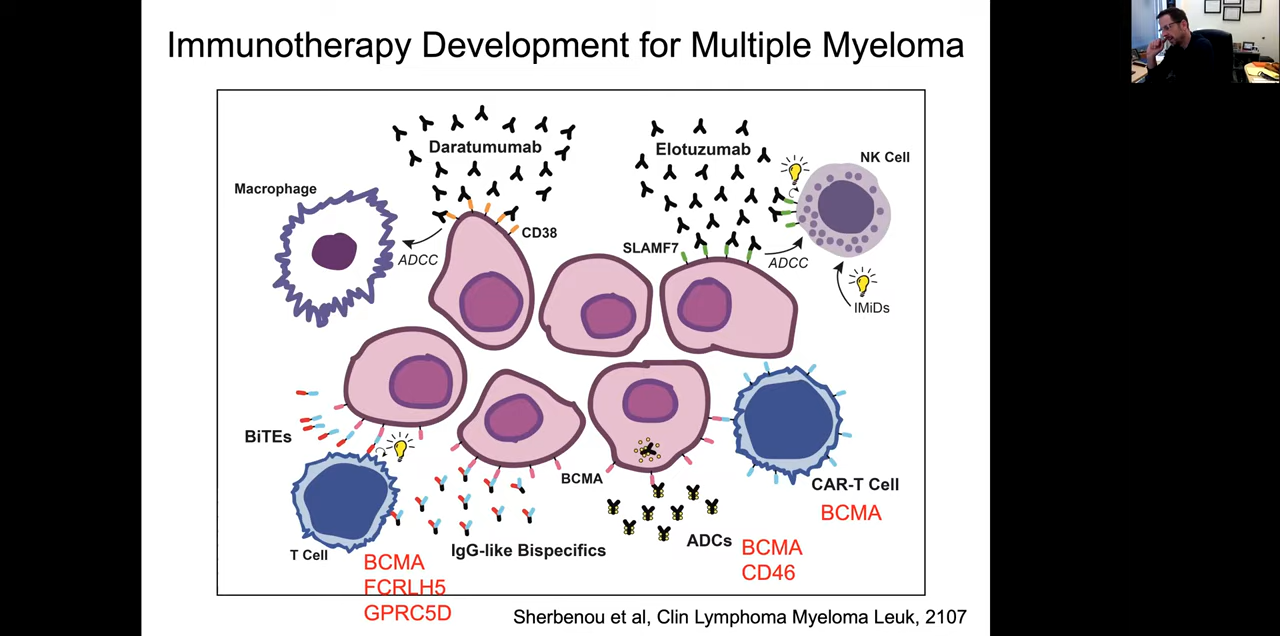 Immunotherapy Development for Multiple Myeloma
Daratumumab
Elotuzumab
NK Cell
Macrophage
CD38
SLAMF7
ADCC
ADCC
IMiDs
BiTEs
BCMA
CAR-T Cell
BCMA
T Cell
IgG-like Bispecifics
ADCs
BCMA
CD46
BCMA
FCRLH5
GPRC5D
Sherbenou et al, Clin Lymphoma Myeloma Leuk, 2107